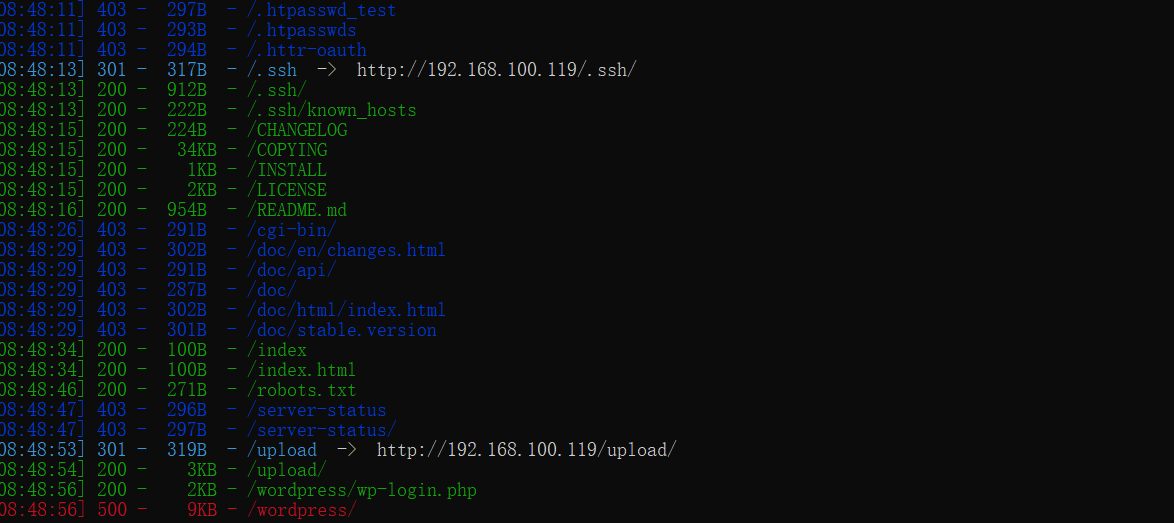 08:48:11] 403 - 297B - /.htpasswd_test
08:48:11] 403 - 293B - /.htpasswds
08:48:11] 403 - 294B - /.httr-oauth
08:48:13] 301 - 317B - /.ssh -> http://192.168.100.119/.ssh/
08:48:13] 200 - 912B - /.ssh/
08:48:13] 200 - 222B - /.ssh/known_hosts
08:48:15] 200 - 224B - /CHANGELOG
08:48:15] 200 - 34KB - /COPYING
08:48:15] 200 - 1KB - /INSTALL
08:48:15] 200 - 2KB - /LICENSE
08:48:16] 200 - 954B - /README.md
08:48:26] 403 - 291B - /cgi-bin/
08:48:29] 403 - 302B - /doc/en/changes.html
08:48:29] 403 - 291B - /doc/api/
08:48:29] 403 - 287B - /doc/
08:48:29] 403 - 302B - /doc/html/index.html
08:48:29] 403 - 301B - /doc/stable.version
08:48:34] 200 - 100B - /index
08:48:34] 200 - 100B - /index.html
08:48:46] 200 - 271B - /robots.txt
08:48:47] 403 - 296B - /server-status
08:48:47] 403 - 297B - /server-status/
08:48:53] 301 - 319B - /upload -> http://192.168.100.119/upload/
08:48:54] 200 - 3KB - /upload/
08:48:56] 200 - 2KB - /wordpress/wp-login.php
08:48:56] 500 - 9KB - /wordpress/